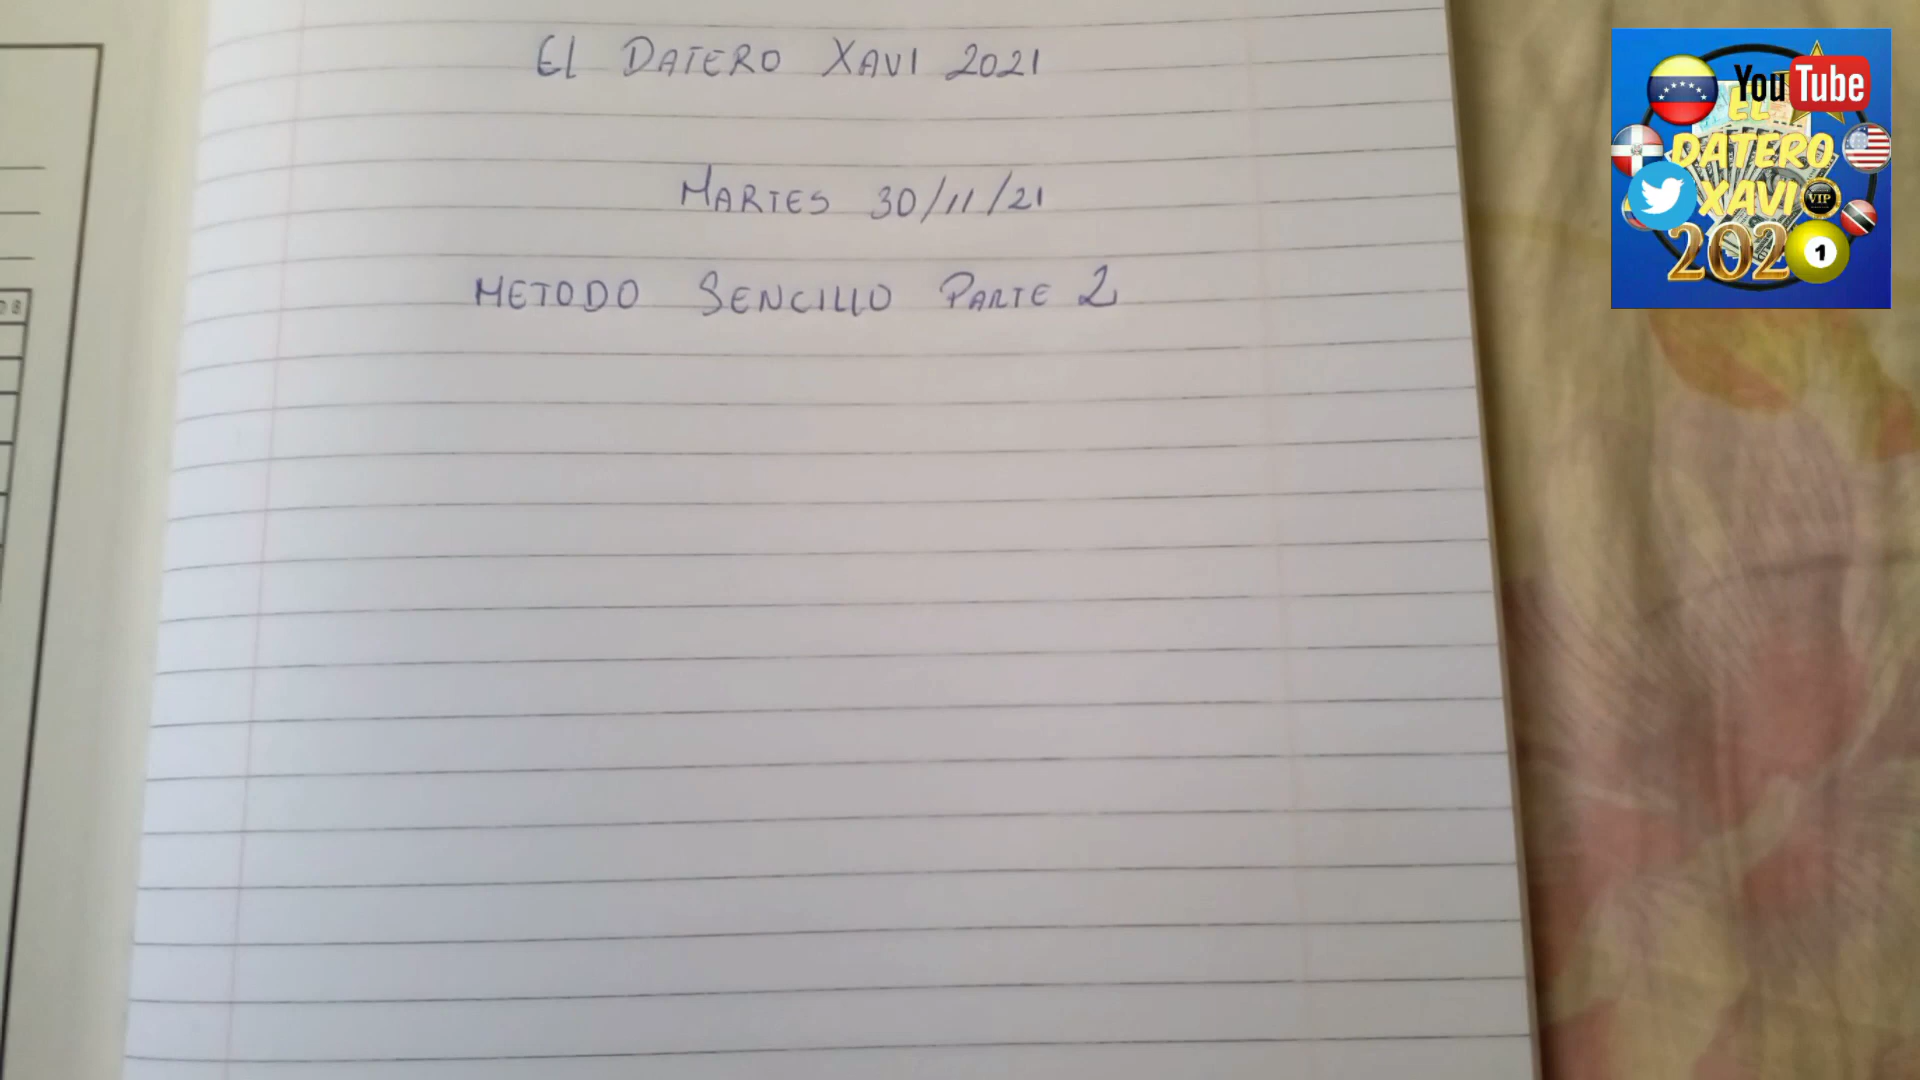 El DATERO XAVI 2021
MARTES 30/11/21
METODO SENCILLO PARTE 2
YouTube
EL
DATERO
XAVI
VIP
2021